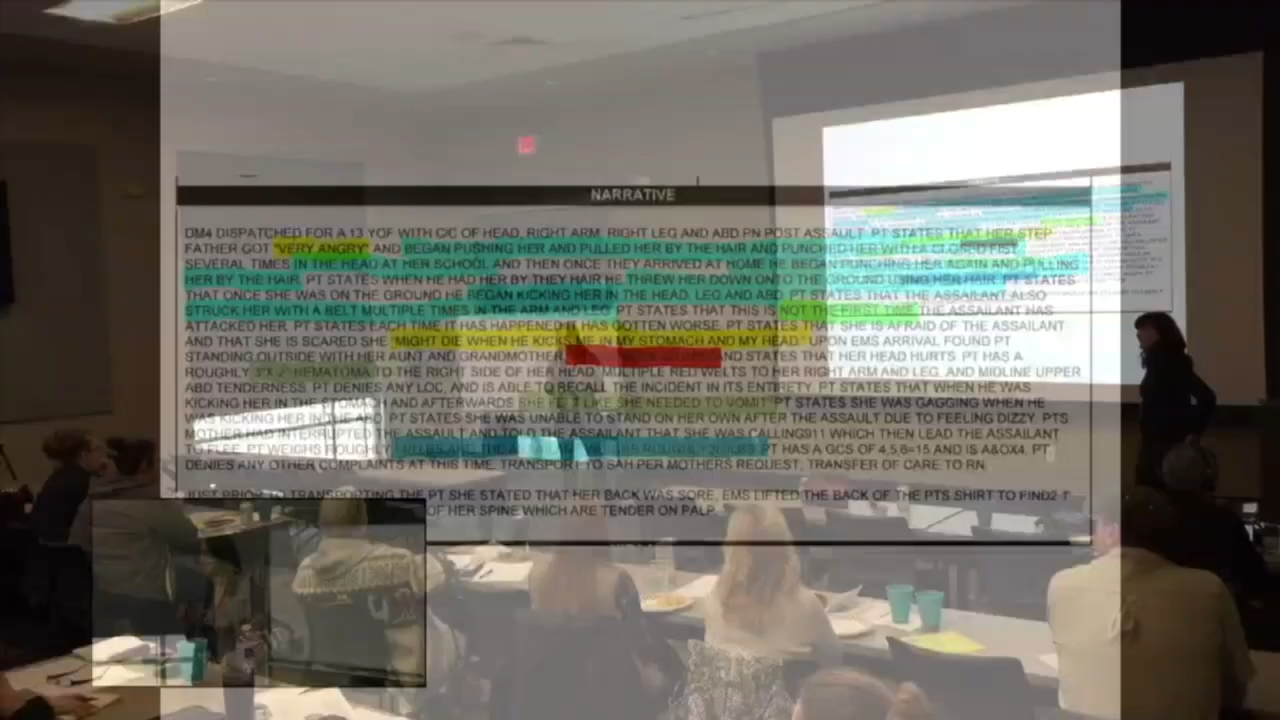 NARRATIVE
DM4 DISPATCHED FOR A 13 YOF WITH C/C OF HEAD, RIGHT ARM, RIGHT LEG AND ABD PN POST ASSAULT. PT STATES THAT HER STEP
FATHER GOT "VERY ANGRY" AND BEGAN PUSHING HER AND PULLED HER BY THE HAIR AND PUNCHED HER WITH A CLOSED FIST
SEVERAL TIMES IN THE HEAD AT HER SCHOOL AND THEN ONCE THEY ARRIVED AT HOME HE BEGAN PUNCHING HER AGAIN AND PULLING
HER BY THE HAIR. PT STATES WHEN HE HAD HER BY THEY HAIR HE THREW HER DOWN ONTO THE GROUND USING HER HAIR. PT STATES
THAT ONCE SHE WAS ON THE GROUND HE BEGAN KICKING HER IN THE HEAD, LEG AND ABD. PT STATES THAT THE ASSAILANT ALSO
STRUCK HER WITH A BELT MULTIPLE TIMES IN THE ARM AND LEG. PT STATES THAT THIS IS NOT THE FIRST TIME THE ASSAILANT HAS
ATTACKED HER. PT STATES EACH TIME IT HAS HAPPENED IT HAS GOTTEN WORSE. PT STATES THAT SHE IS AFRAID OF THE ASSAILANT
AND THAT SHE IS SCARED SHE "MIGHT DIE WHEN HE KICKS ME IN MY STOMACH AND MY HEAD." UPON EMS ARRIVAL FOUND PT
STANDING OUTSIDE WITH HER AUNT AND GRANDMOTHER AND STATES THAT HER HEAD HURTS. PT HAS A
ROUGHLY 3"X 2" HEMATOMA TO THE RIGHT SIDE OF HER HEAD, MULTIPLE RED WELTS TO HER RIGHT ARM AND LEG, AND MIDLINE UPPER
ABD TENDERNESS. PT DENIES ANY LOC, AND IS ABLE TO RECALL THE INCIDENT IN ITS ENTIRETY. PT STATES THAT WHEN HE WAS
KICKING HER IN THE STOMACH AND AFTERWARDS SHE FELT LIKE SHE NEEDED TO VOMIT. PT STATES SHE WAS GAGGING WHEN HE
WAS KICKING HER IN THE ABD. PT STATES SHE WAS UNABLE TO STAND ON HER OWN AFTER THE ASSAULT DUE TO FEELING DIZZY. PTS
MOTHER HAD INTERRUPTED THE ASSAULT AND TOLD THE ASSAILANT THAT SHE WAS CALLING911 WHICH THEN LEAD THE ASSAILANT
TO FLEE. PT WEIGHS ROUGHLY PT HAS A GCS OF 4,5,6=15 AND IS A&OX4. PT
DENIES ANY OTHER COMPLAINTS AT THIS TIME. TRANSPORT TO SAH PER MOTHERS REQUEST, TRANSFER OF CARE TO RN.
JUST PRIOR TO TRANSPORTING THE PT SHE STATED THAT HER BACK WAS SORE, EMS LIFTED THE BACK OF THE PTS SHIRT TO FIND
OF HER SPINE WHICH ARE TENDER ON PALP.